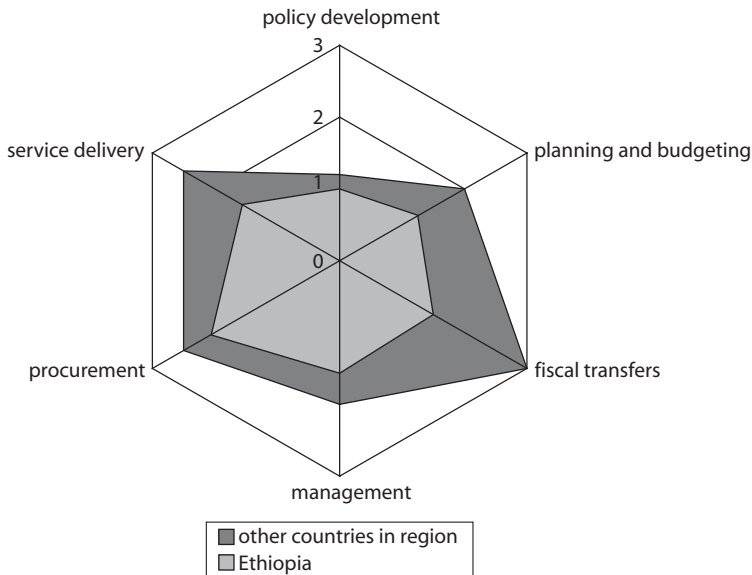 policy development
3
service delivery
2
planning and budgeting
1
0
procurement
fiscal transfers
management
other countries in region
Ethiopia